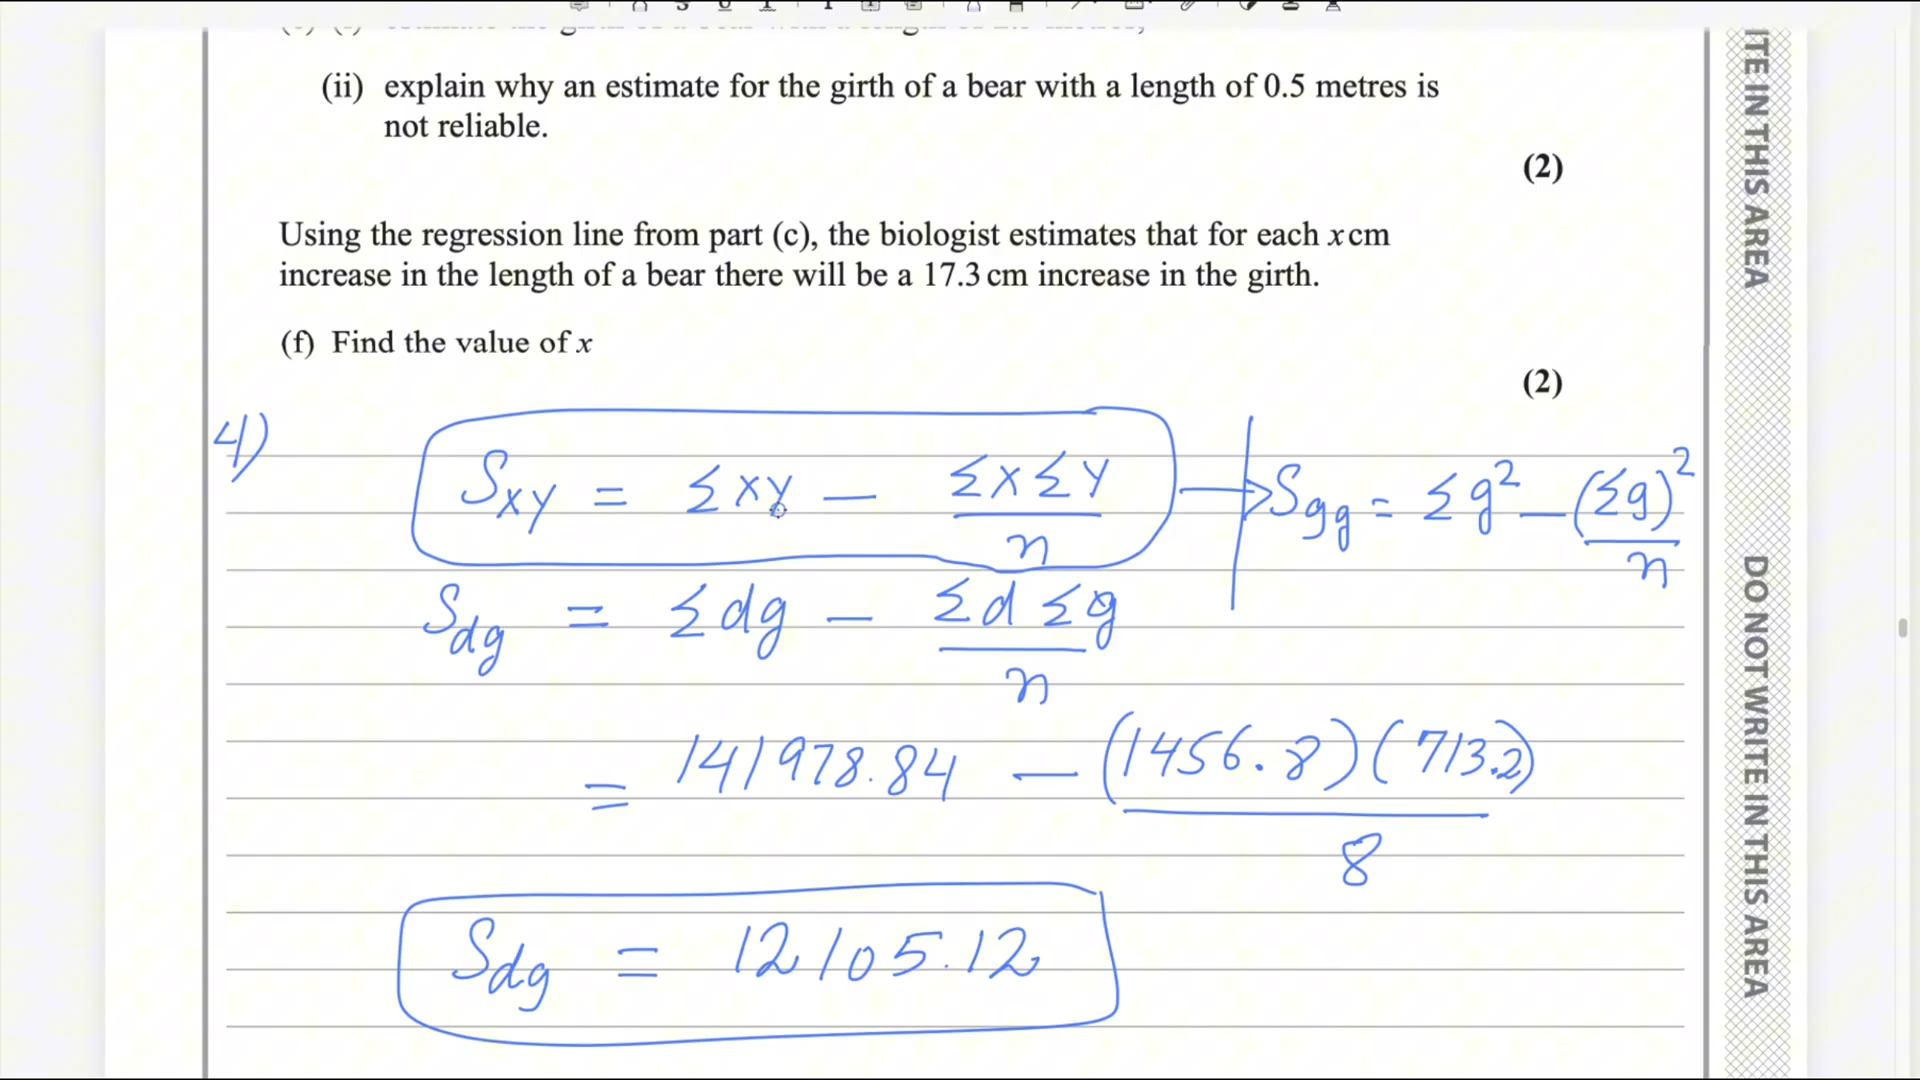 (ii) explain why an estimate for the girth of a bear with a length of 0.5 metres is
not reliable.
(2)
Using the regression line from part (c), the biologist estimates that for each x cm
increase in the length of a bear there will be a 17.3 cm increase in the girth.
(f) Find the value of x
(2)
4)
Sxy = Σxy − ΣxΣy / n → Sgg = Σg² − (Σg)² / n
Sdg = Σdg − Σd Σg / n
= 141978.84 − (1456.8)(713.2) / 8
Sdg = 12105.12
ITE IN THIS AREA
DO NOT WRITE IN THIS AREA